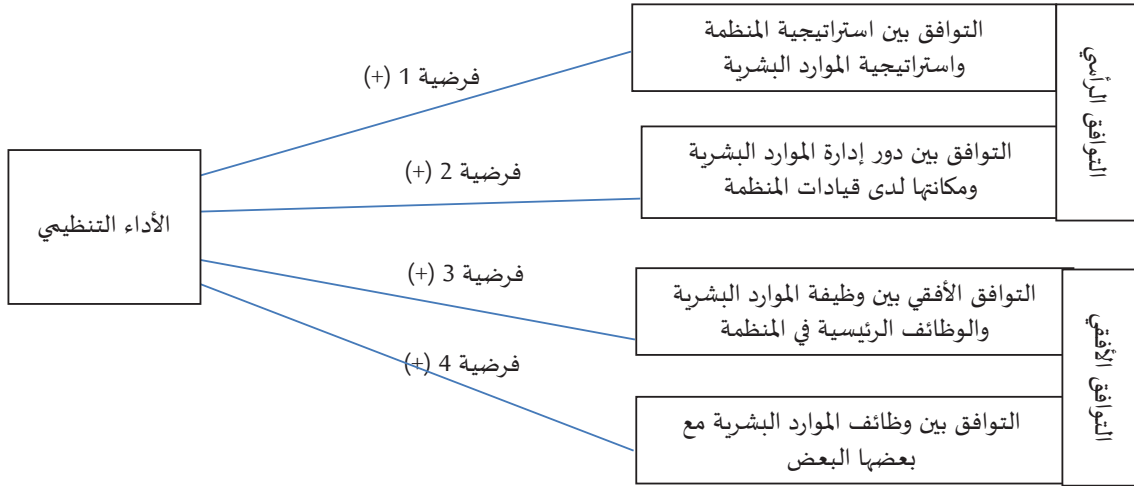 التوافق بين استراتيجية المنظمة
واستراتيجية الموارد البشرية
التوافق الرأسي
فرضية 1 (+)
التوافق بين دور إدارة الموارد البشرية
ومكانتها لدى قيادات المنظمة
فرضية 2 (+)
الأداء التنظيمي
فرضية 3 (+)
التوافق الأفقي بين وظيفة الموارد البشرية
والوظائف الرئيسية في المنظمة
التوافق الأفقي
فرضية 4 (+)
التوافق بين وظائف الموارد البشرية مع
بعضها البعض